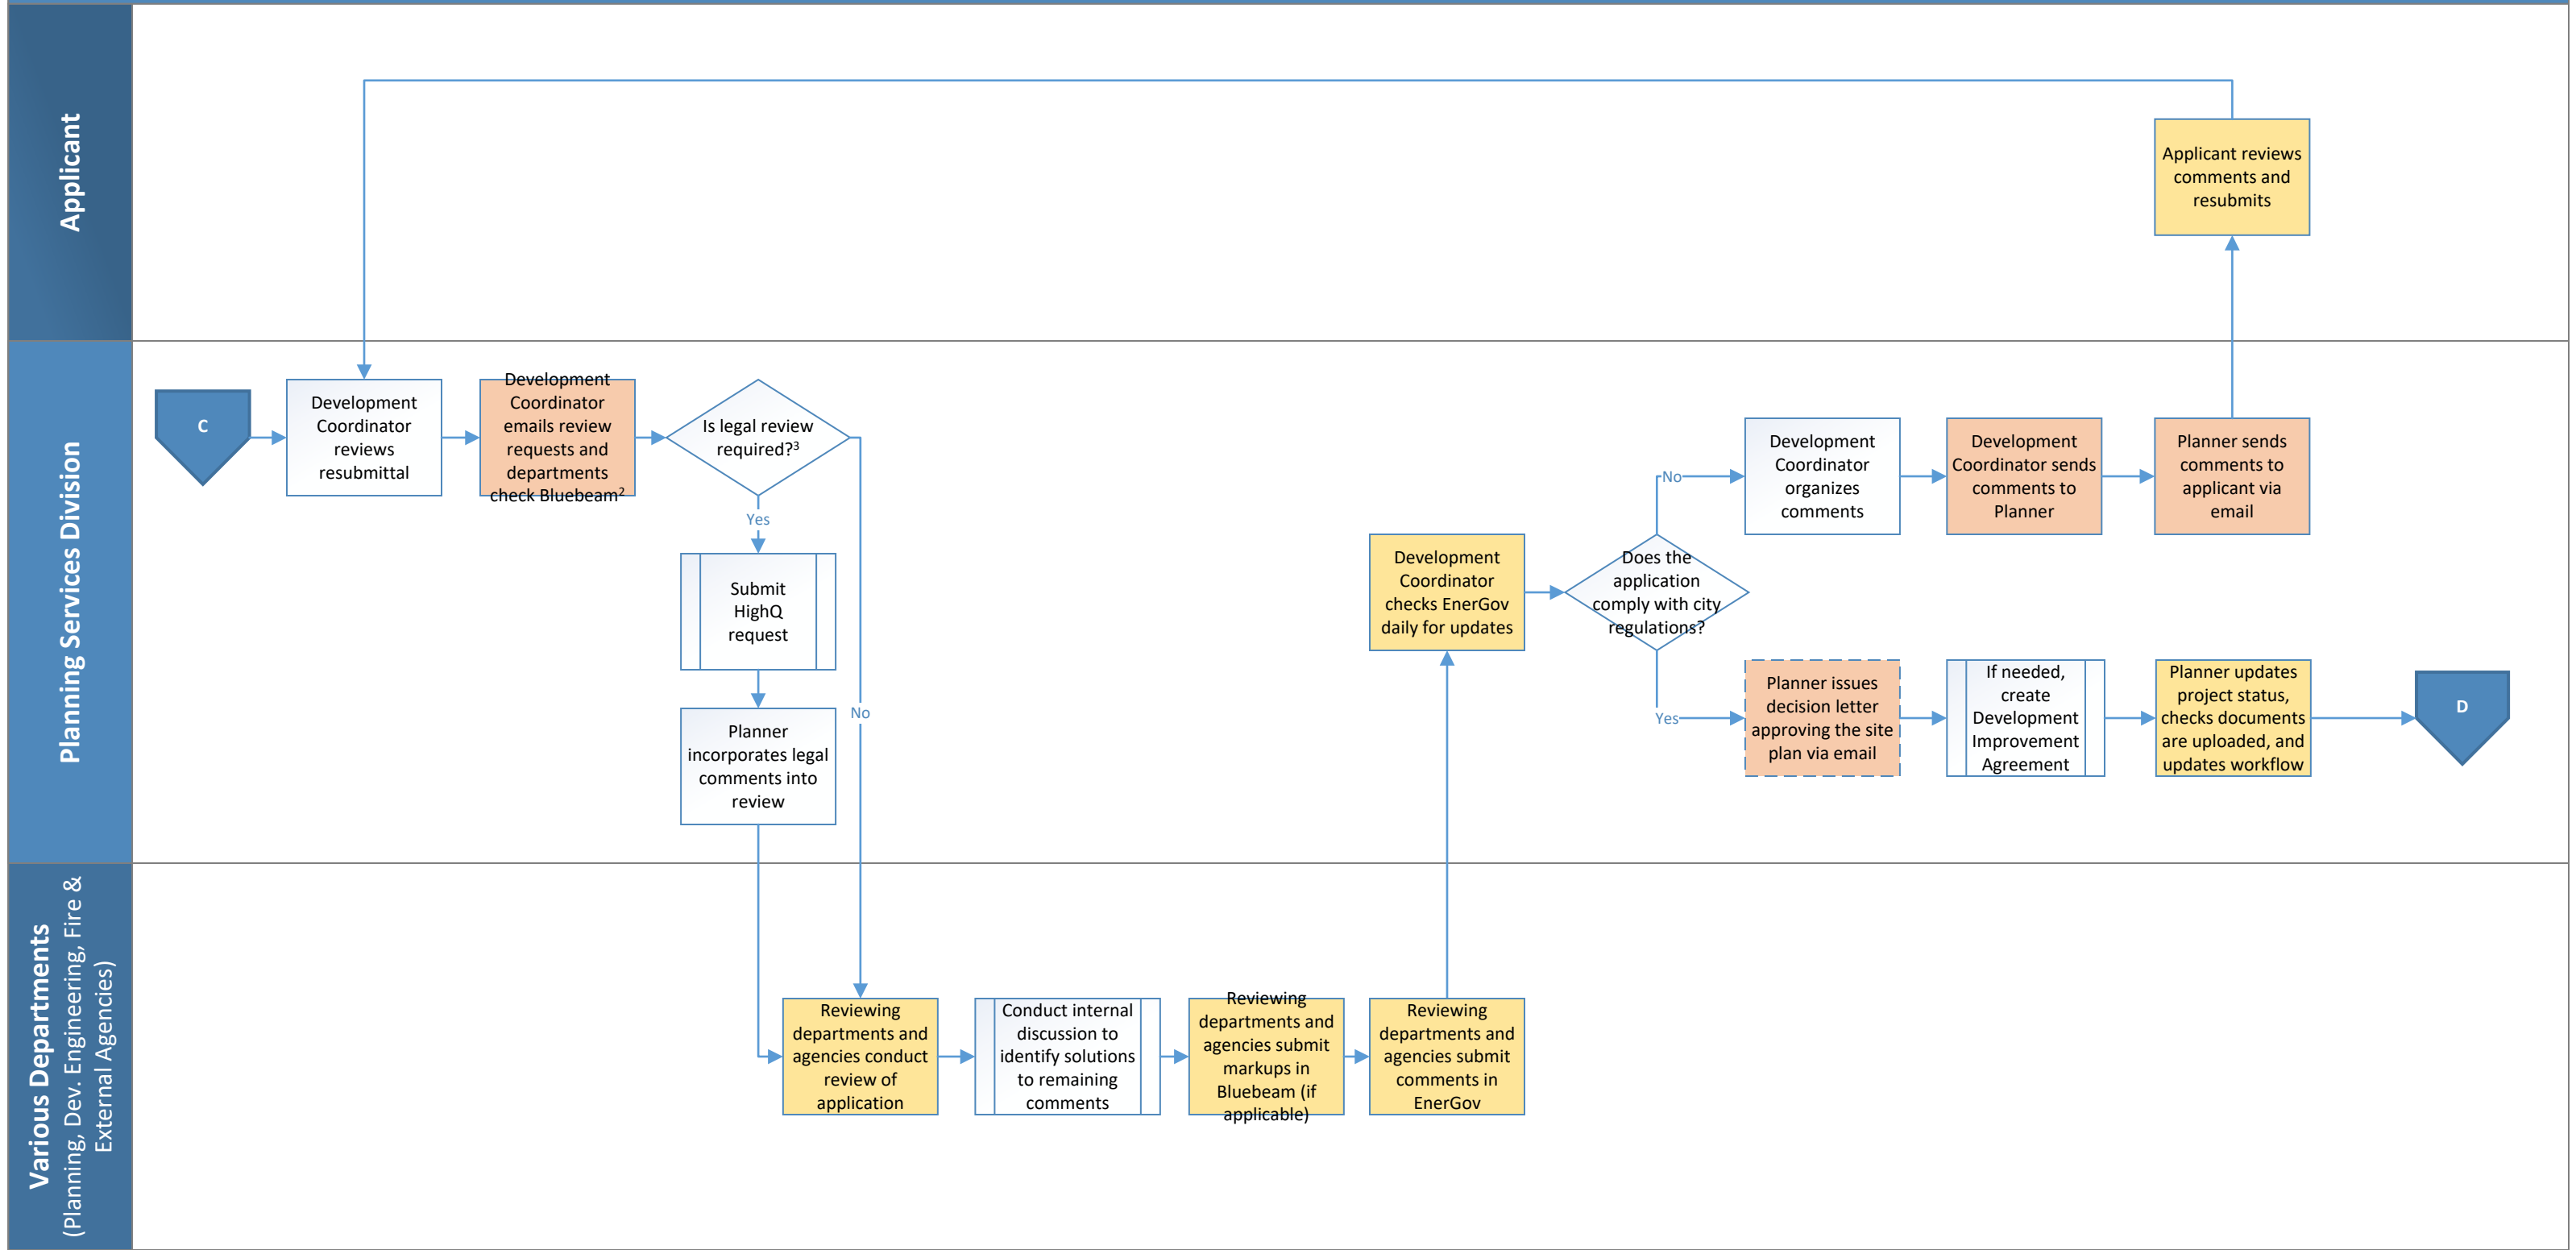 Applicant
Applicant reviews
comments and
resubmits
Planning Services Division
C
Development
Coordinator
reviews
resubmittal
Development
Coordinator
emails review
requests and
departments
check Bluebeam²
Is legal review
required?³
Yes
No
Submit
HighQ
request
Planner
incorporates legal
comments into
review
Development
Coordinator
checks EnerGov
daily for updates
Does the
application
comply with city
regulations?
No
Development
Coordinator
organizes
comments
Development
Coordinator sends
comments to
Planner
Planner sends
comments to
applicant via
email
Yes
Planner issues
decision letter
approving the site
plan via email
If needed,
create
Development
Improvement
Agreement
Planner updates
project status,
checks documents
are uploaded, and
updates workflow
D
Various Departments
(Planning, Dev. Engineering, Fire &
External Agencies)
Reviewing
departments and
agencies conduct
review of
application
Conduct internal
discussion to
identify solutions
to remaining
comments
Reviewing
departments and
agencies submit
markups in
Bluebeam (if
applicable)
Reviewing
departments and
agencies submit
comments in
EnerGov